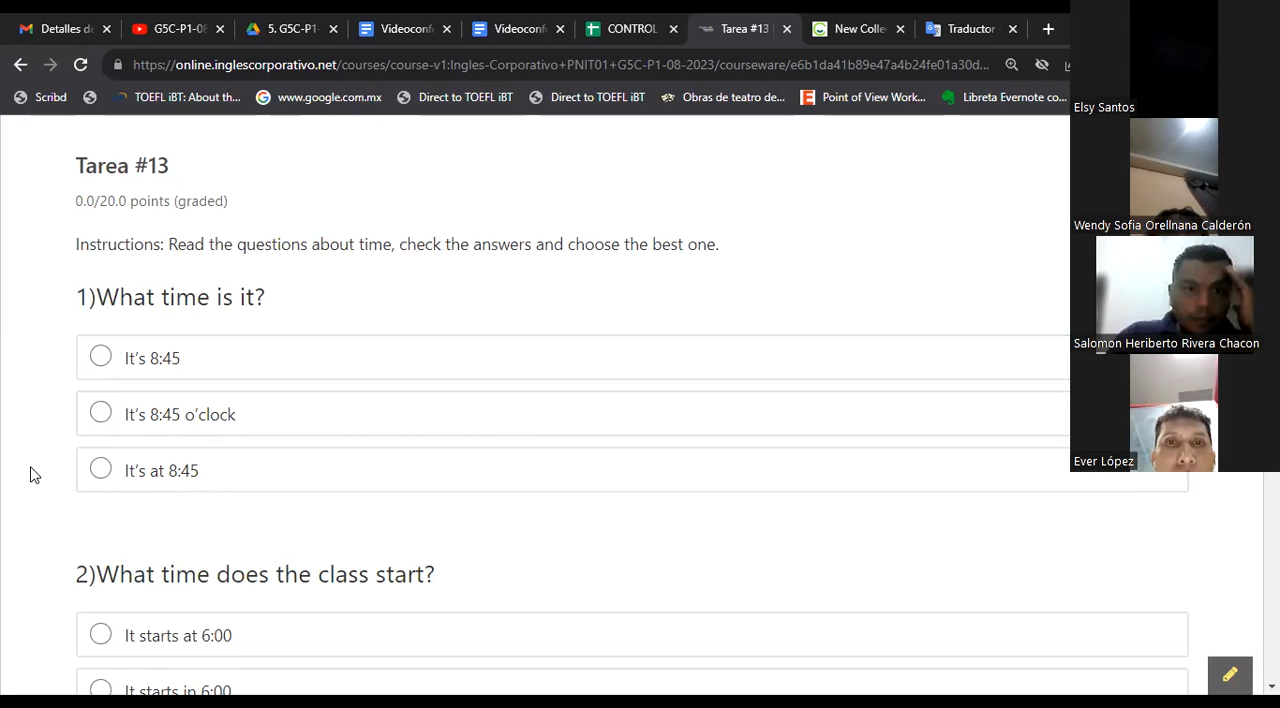 Detalles de
G5C-P1-08
5. G5C-P1-
Videoconf
Videoconf
CONTROL
Tarea #13
New Colle
Traductor
https://online.inglescorporativo.net/courses/course-v1:Ingles-Corporativo+PNIT01+G5C-P1-08-2023/courseware/e6b1da41b89e47a4b24fe01a30d...
Scribd
TOEFL iBT: About th...
www.google.com.mx
Direct to TOEFL iBT
Direct to TOEFL iBT
Obras de teatro de...
Point of View Work...
Libreta Evernote co...
Elsy Santos
Wendy Sofia Orellnana Calderón
Salomon Heriberto Rivera Chacon
Ever López
Tarea #13
0.0/20.0 points (graded)
Instructions: Read the questions about time, check the answers and choose the best one.
1)What time is it?
It’s 8:45
It’s 8:45 o’clock
It’s at 8:45
2)What time does the class start?
It starts at 6:00
It starts in 6:00